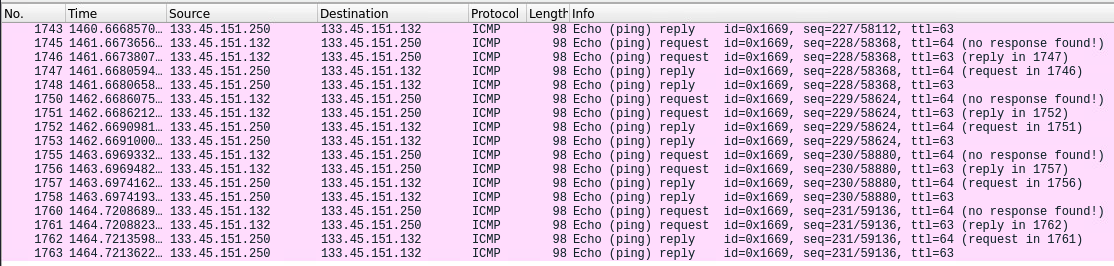 No. Time Source Destination Protocol Length Info
1743 1460.6668570… 133.45.151.250 133.45.151.132 ICMP 98 Echo (ping) reply id=0x1669, seq=227/58112, ttl=63
1745 1461.6673656… 133.45.151.132 133.45.151.250 ICMP 98 Echo (ping) request id=0x1669, seq=228/58368, ttl=64 (no response found!)
1746 1461.6673807… 133.45.151.132 133.45.151.250 ICMP 98 Echo (ping) request id=0x1669, seq=228/58368, ttl=63 (reply in 1747)
1747 1461.6680594… 133.45.151.250 133.45.151.132 ICMP 98 Echo (ping) reply id=0x1669, seq=228/58368, ttl=64 (request in 1746)
1748 1461.6680658… 133.45.151.250 133.45.151.132 ICMP 98 Echo (ping) reply id=0x1669, seq=228/58368, ttl=63
1750 1462.6686075… 133.45.151.132 133.45.151.250 ICMP 98 Echo (ping) request id=0x1669, seq=229/58624, ttl=64 (no response found!)
1751 1462.6686212… 133.45.151.132 133.45.151.250 ICMP 98 Echo (ping) request id=0x1669, seq=229/58624, ttl=63 (reply in 1752)
1752 1462.6690981… 133.45.151.250 133.45.151.132 ICMP 98 Echo (ping) reply id=0x1669, seq=229/58624, ttl=64 (request in 1751)
1753 1462.6691000… 133.45.151.250 133.45.151.132 ICMP 98 Echo (ping) reply id=0x1669, seq=229/58624, ttl=63
1755 1463.6969332… 133.45.151.132 133.45.151.250 ICMP 98 Echo (ping) request id=0x1669, seq=230/58880, ttl=64 (no response found!)
1756 1463.6969482… 133.45.151.132 133.45.151.250 ICMP 98 Echo (ping) request id=0x1669, seq=230/58880, ttl=63 (reply in 1757)
1757 1463.6974162… 133.45.151.250 133.45.151.132 ICMP 98 Echo (ping) reply id=0x1669, seq=230/58880, ttl=64 (request in 1756)
1758 1463.6974193… 133.45.151.250 133.45.151.132 ICMP 98 Echo (ping) reply id=0x1669, seq=230/58880, ttl=63
1760 1464.7208689… 133.45.151.132 133.45.151.250 ICMP 98 Echo (ping) request id=0x1669, seq=231/59136, ttl=64 (no response found!)
1761 1464.7208823… 133.45.151.132 133.45.151.250 ICMP 98 Echo (ping) request id=0x1669, seq=231/59136, ttl=63 (reply in 1762)
1762 1464.7213598… 133.45.151.250 133.45.151.132 ICMP 98 Echo (ping) reply id=0x1669, seq=231/59136, ttl=64 (request in 1761)
1763 1464.7213622… 133.45.151.250 133.45.151.132 ICMP 98 Echo (ping) reply id=0x1669, seq=231/59136, ttl=63